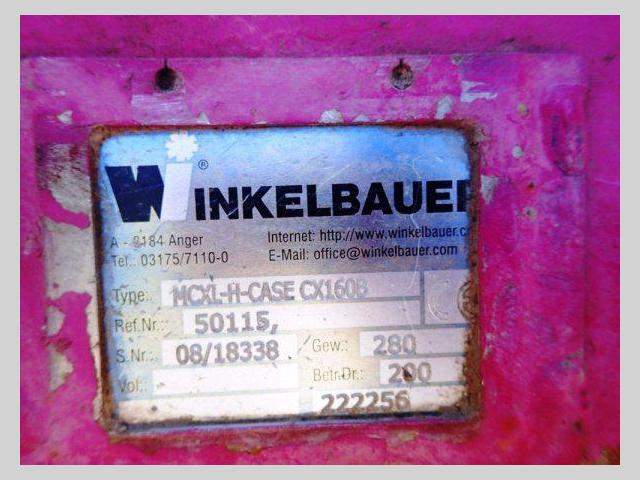 WINKELBAUER
®
A - 8184 Anger Internet: http://www.winkelbauer.c
Tel.: 03175/7110-0 E-Mail: office@winkelbauer.com
Type.: MCXL-H-CASE CX160B
Ref.Nr.: 50115,
S.Nr.: 08/18338 Gew.: 280
Vol.: Betr.Dr.: 200
222256